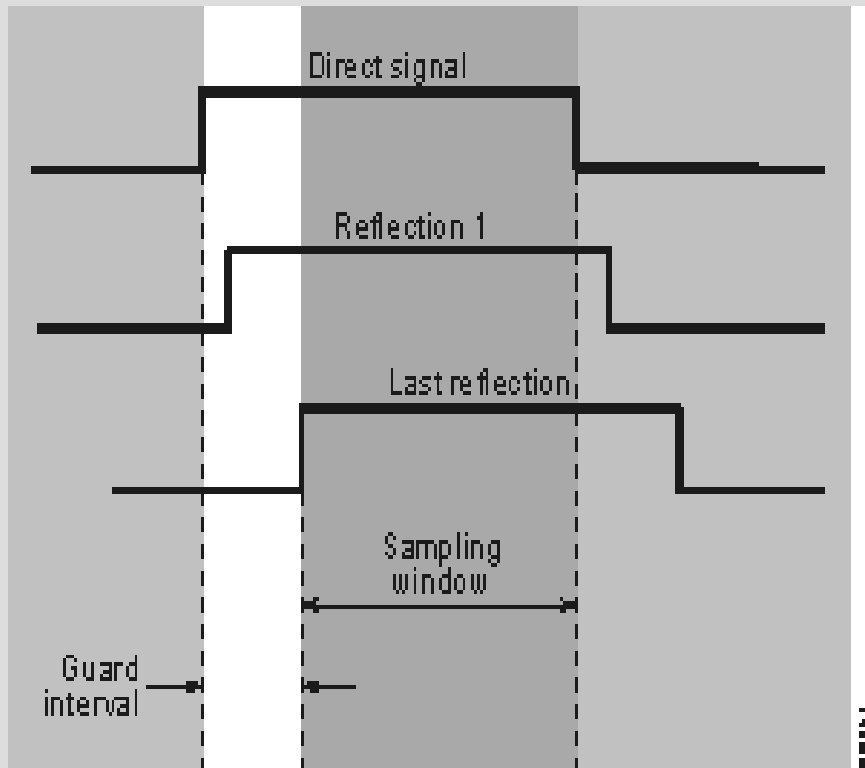 Direct signal
Reflection 1
Last reflection
Sampling
window
Guard
interval